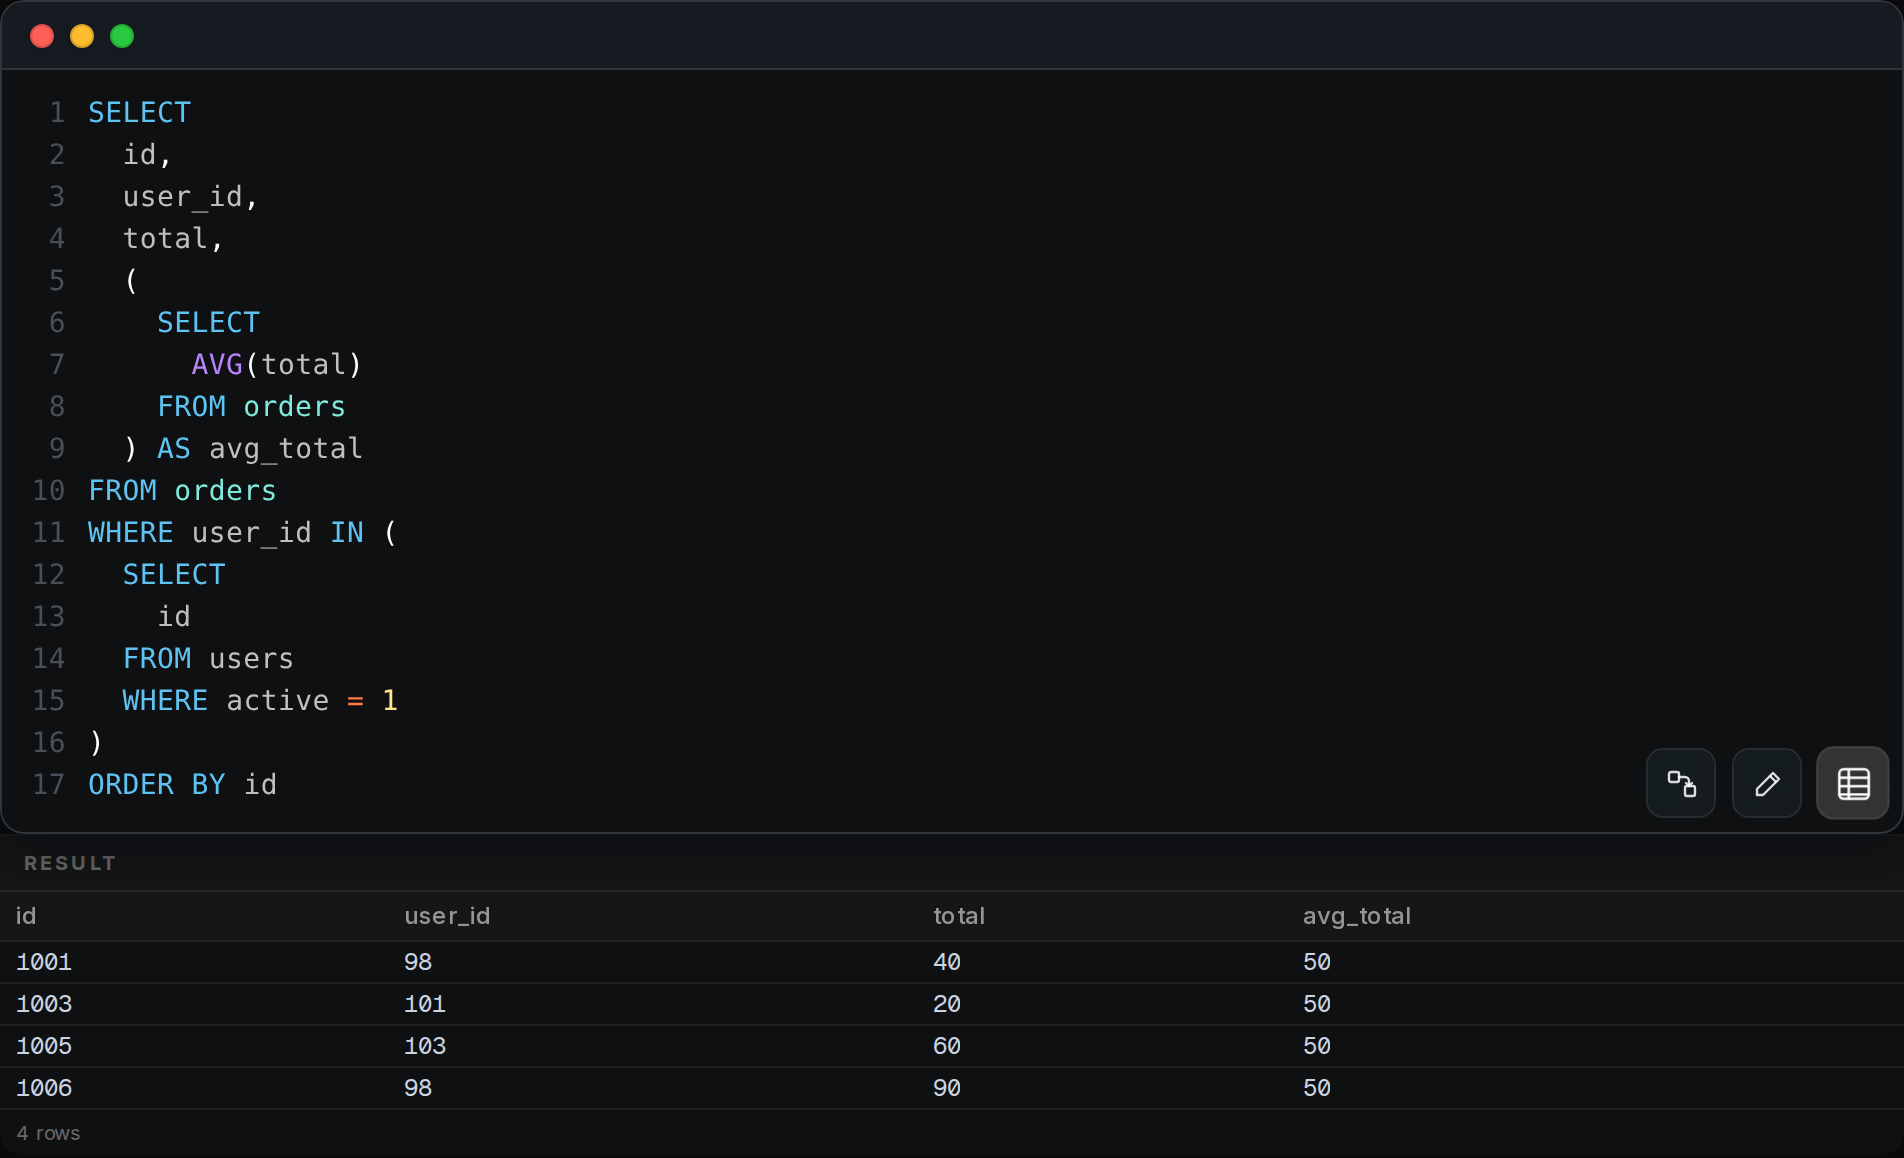 1 SELECT
2   id,
3   user_id,
4   total,
5   (
6     SELECT
7       AVG(total)
8     FROM orders
9   ) AS avg_total
10 FROM orders
11 WHERE user_id IN (
12   SELECT
13     id
14   FROM users
15   WHERE active = 1
16 )
17 ORDER BY id
RESULT
id user_id total avg_total
1001 98 40 50
1003 101 20 50
1005 103 60 50
1006 98 90 50
4 rows